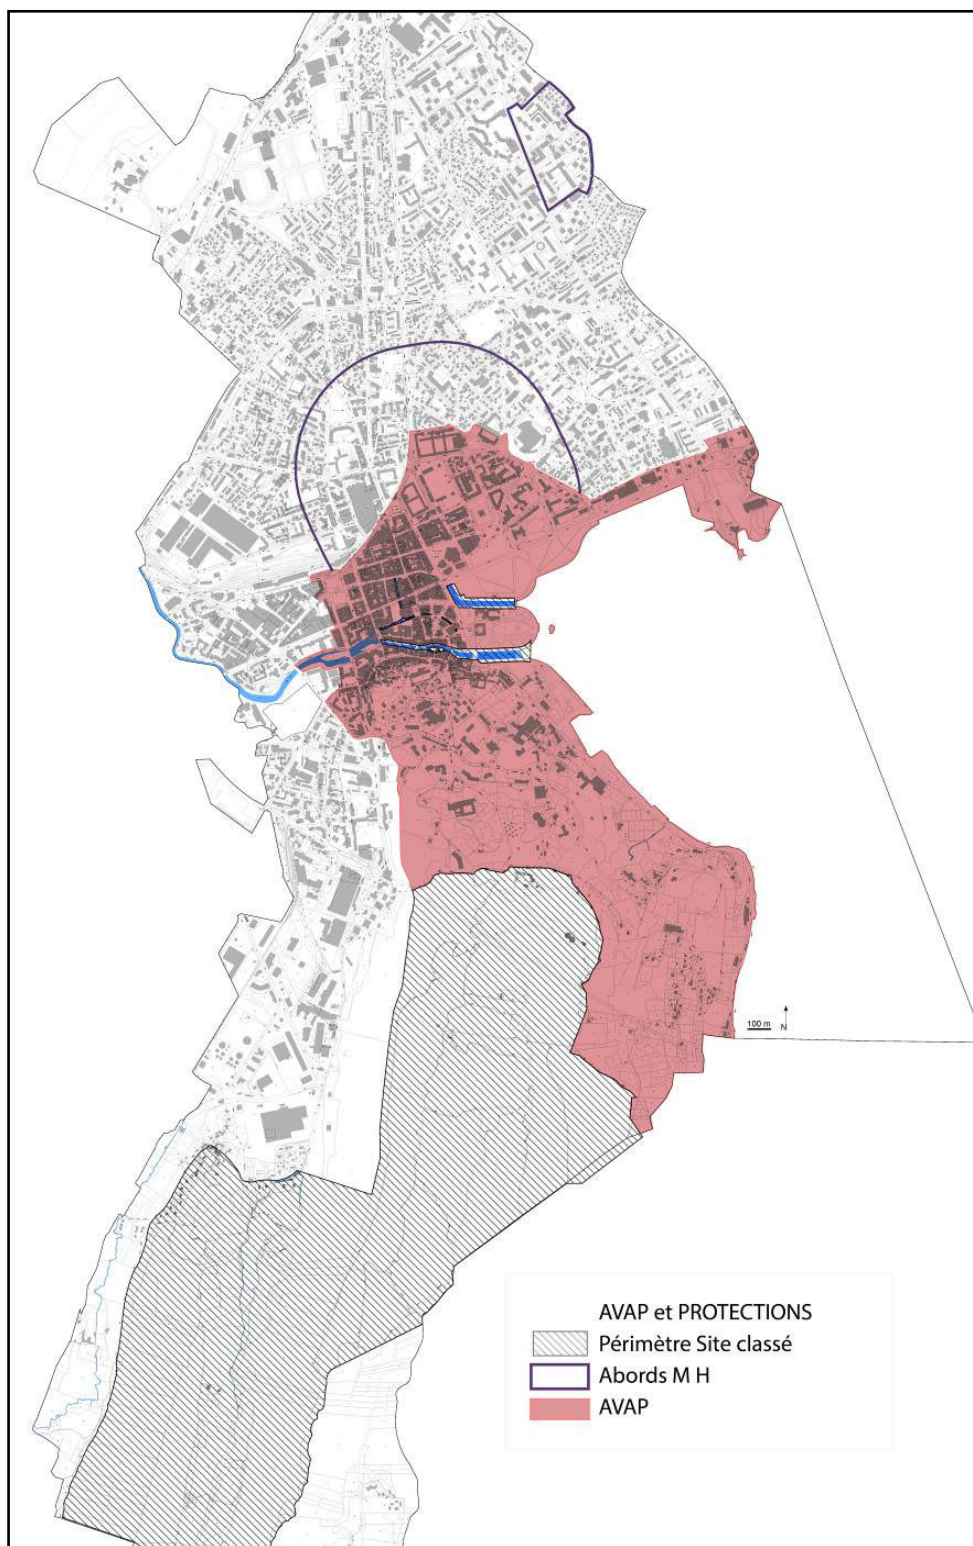 100 m
N
AVAP et PROTECTIONS
Périmètre Site classé
Abords M H
AVAP